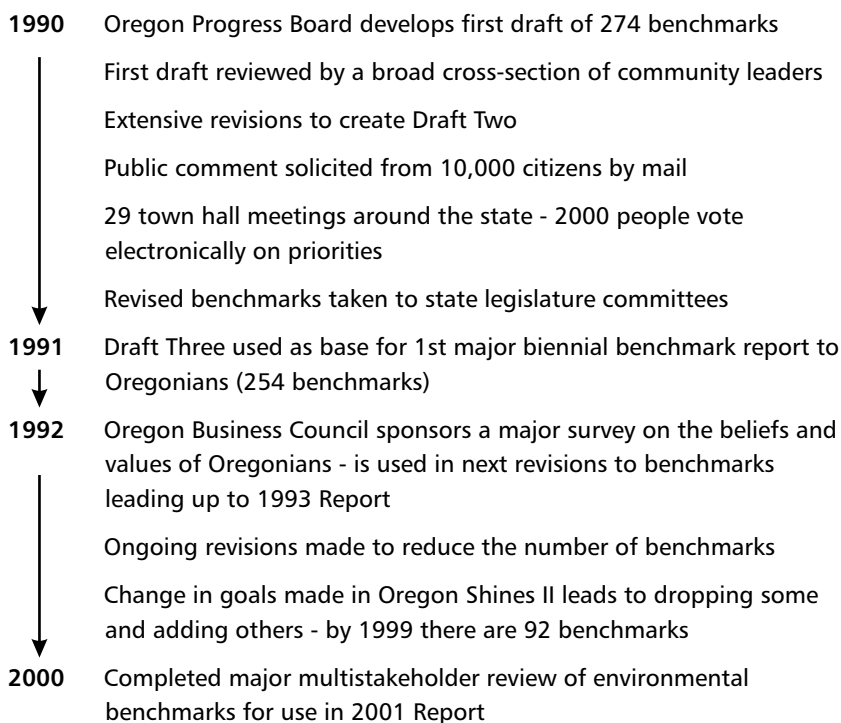 1990 Oregon Progress Board develops first draft of 274 benchmarks
First draft reviewed by a broad cross-section of community leaders
Extensive revisions to create Draft Two
Public comment solicited from 10,000 citizens by mail
29 town hall meetings around the state - 2000 people vote
electronically on priorities
Revised benchmarks taken to state legislature committees
1991 Draft Three used as base for 1st major biennial benchmark report to
Oregonians (254 benchmarks)
1992 Oregon Business Council sponsors a major survey on the beliefs and
values of Oregonians - is used in next revisions to benchmarks
leading up to 1993 Report
Ongoing revisions made to reduce the number of benchmarks
Change in goals made in Oregon Shines II leads to dropping some
and adding others - by 1999 there are 92 benchmarks
2000 Completed major multistakeholder review of environmental
benchmarks for use in 2001 Report